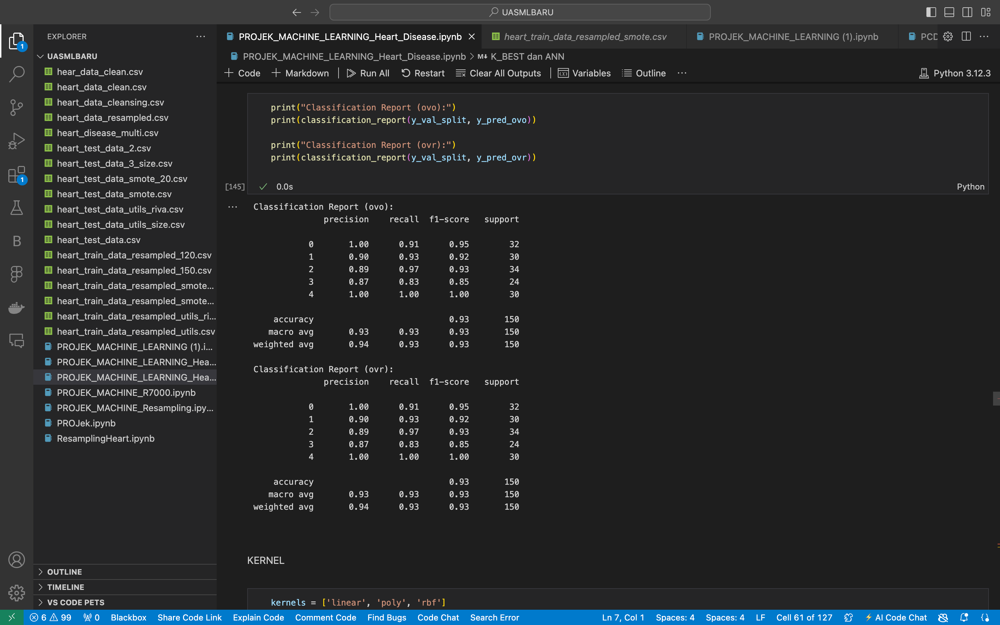 UASMLBARU
EXPLORER
UASMLBARU
hear_data_clean.csv
heart_data_clean.csv
heart_data_cleansing.csv
heart_data_resampled.csv
heart_disease_multi.csv
heart_test_data_2.csv
heart_test_data_3_size.csv
heart_test_data_smote_20.csv
heart_test_data_smote.csv
heart_test_data_utils_riva.csv
heart_test_data_utils_size.csv
heart_test_data.csv
heart_train_data_resampled_120.csv
heart_train_data_resampled_150.csv
heart_train_data_resampled_smote...
heart_train_data_resampled_smote...
heart_train_data_resampled_utils_ri...
heart_train_data_resampled_utils.csv
PROJEK_MACHINE_LEARNING (1).i...
PROJEK_MACHINE_LEARNING_Hea...
PROJEK_MACHINE_LEARNING_Hea...
PROJEK_MACHINE_R7000.ipynb
PROJEK_MACHINE_Resampling.ipy...
PROJek.ipynb
ResamplingHeart.ipynb
OUTLINE
TIMELINE
VS CODE PETS
1
1
B
PROJEK_MACHINE_LEARNING_Heart_Disease.ipynb heart_train_data_resampled_smote.csv PROJEK_MACHINE_LEARNING (1).ipynb PCD
PROJEK_MACHINE_LEARNING_Heart_Disease.ipynb > M↓ K_BEST dan ANN
+ Code + Markdown Run All Restart Clear All Outputs (x) Variables Outline ... Python 3.12.3
print("Classification Report (ovo):")
print(classification_report(y_val_split, y_pred_ovo))
print("Classification Report (ovr):")
print(classification_report(y_val_split, y_pred_ovr))
[145] ✓ 0.0s Python
... Classification Report (ovo):
precision recall f1-score support
0 1.00 0.91 0.95 32
1 0.90 0.93 0.92 30
2 0.89 0.97 0.93 34
3 0.87 0.83 0.85 24
4 1.00 1.00 1.00 30
accuracy 0.93 150
macro avg 0.93 0.93 0.93 150
weighted avg 0.94 0.93 0.93 150
Classification Report (ovr):
precision recall f1-score support
0 1.00 0.91 0.95 32
1 0.90 0.93 0.92 30
2 0.89 0.97 0.93 34
3 0.87 0.83 0.85 24
4 1.00 1.00 1.00 30
accuracy 0.93 150
macro avg 0.93 0.93 0.93 150
weighted avg 0.94 0.93 0.93 150
KERNEL
kernels = ['linear', 'poly', 'rbf']
6 99 0 Blackbox Share Code Link Explain Code Comment Code Find Bugs Code Chat Search Error Ln 7, Col 1 Spaces: 4 Spaces: 4 LF Cell 61 of 127 AI Code Chat